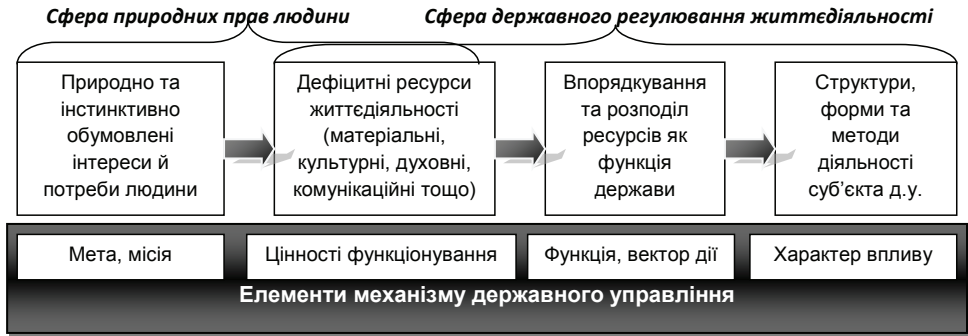 Сфера природних прав людини
Сфера державного регулювання життєдіяльності
Природно та
інстинктивно
обумовлені
інтереси й
потреби людини
Дефіцитні ресурси
життєдіяльності
(матеріальні,
культурні, духовні,
комунікаційні тощо)
Впорядкування
та розподіл
ресурсів як
функція
держави
Структури,
форми та
методи
діяльності
суб’єкта д.у.
Мета, місія
Цінності функціонування
Функція, вектор дії
Характер впливу
Елементи механізму державного управління